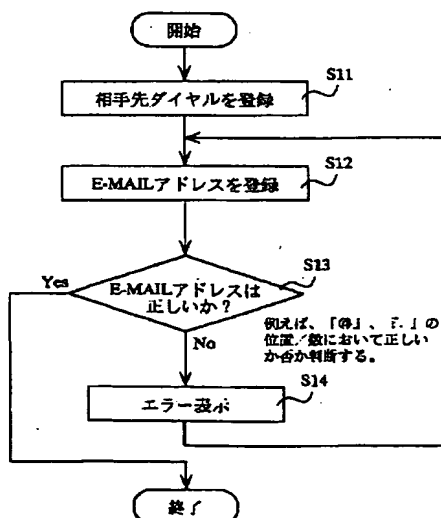 開始
S11
相手先ダイヤルを登録
S12
E-MAILアドレスを登録
S13
Yes
E-MAILアドレスは
正しいか?
例えば、「@」、「.」の
位置/数において正しい
か否か判断する。
No
S14
エラー表示
終了